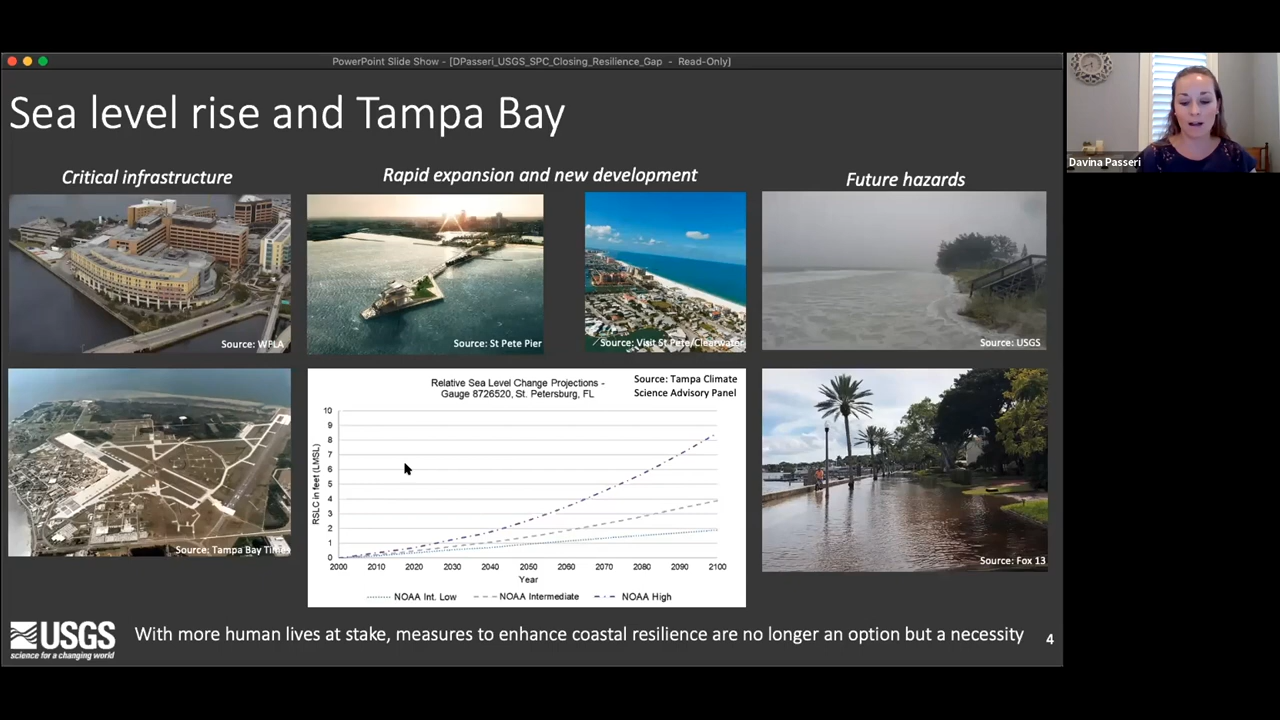 PowerPoint Slide Show - [DPasseri_USGS_SPC_Closing_Resilience_Gap - Read-Only]
Davina Passeri
Sea level rise and Tampa Bay
Critical infrastructure
Rapid expansion and new development
Future hazards
Source: WFLA
Source: St Pete Pier
Source: Visit St Pete/Clearwater
Source: USGS
Source: Tampa Bay Times
Relative Sea Level Change Projections -
Gauge 8726520, St. Petersburg, FL
Source: Tampa Climate
Science Advisory Panel
RSLC in feet (LMSL)
10
9
8
7
6
5
4
3
2
1
0
2000 2010 2020 2030 2040 2050 2060 2070 2080 2090 2100
Year
NOAA Int. Low NOAA Intermediate NOAA High
Source: Fox 13
USGS
science for a changing world
With more human lives at stake, measures to enhance coastal resilience are no longer an option but a necessity
4